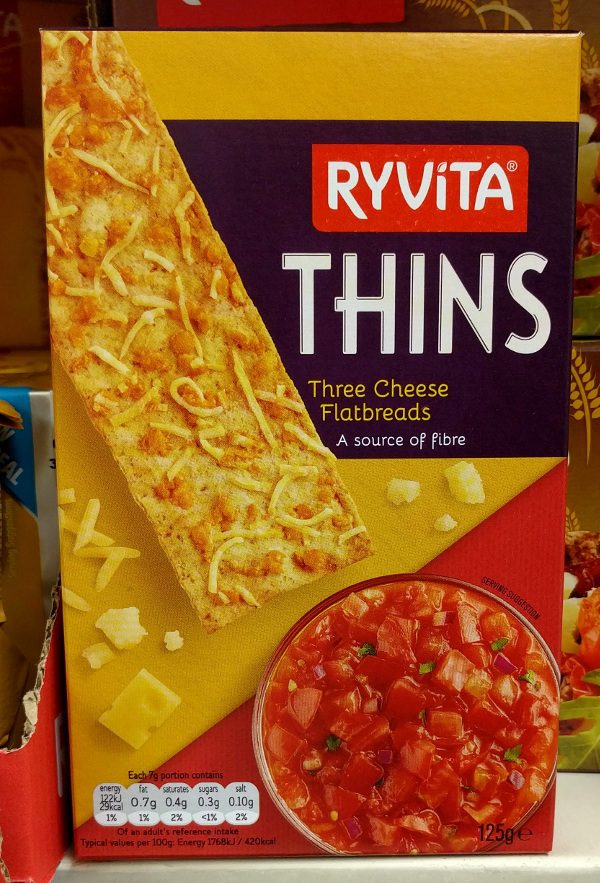 RYVITA®
THINS
Three Cheese
Flatbreads
A source of fibre
SERVING SUGGESTION
Each 7g portion contains
energy fat saturates sugars salt
122kJ
29kcal 0.7g 0.4g 0.3g 0.10g
1% 1% 2% <1% 2%
Of an adult's reference intake
Typical values per 100g: Energy 1768kJ / 420kcal
125g e